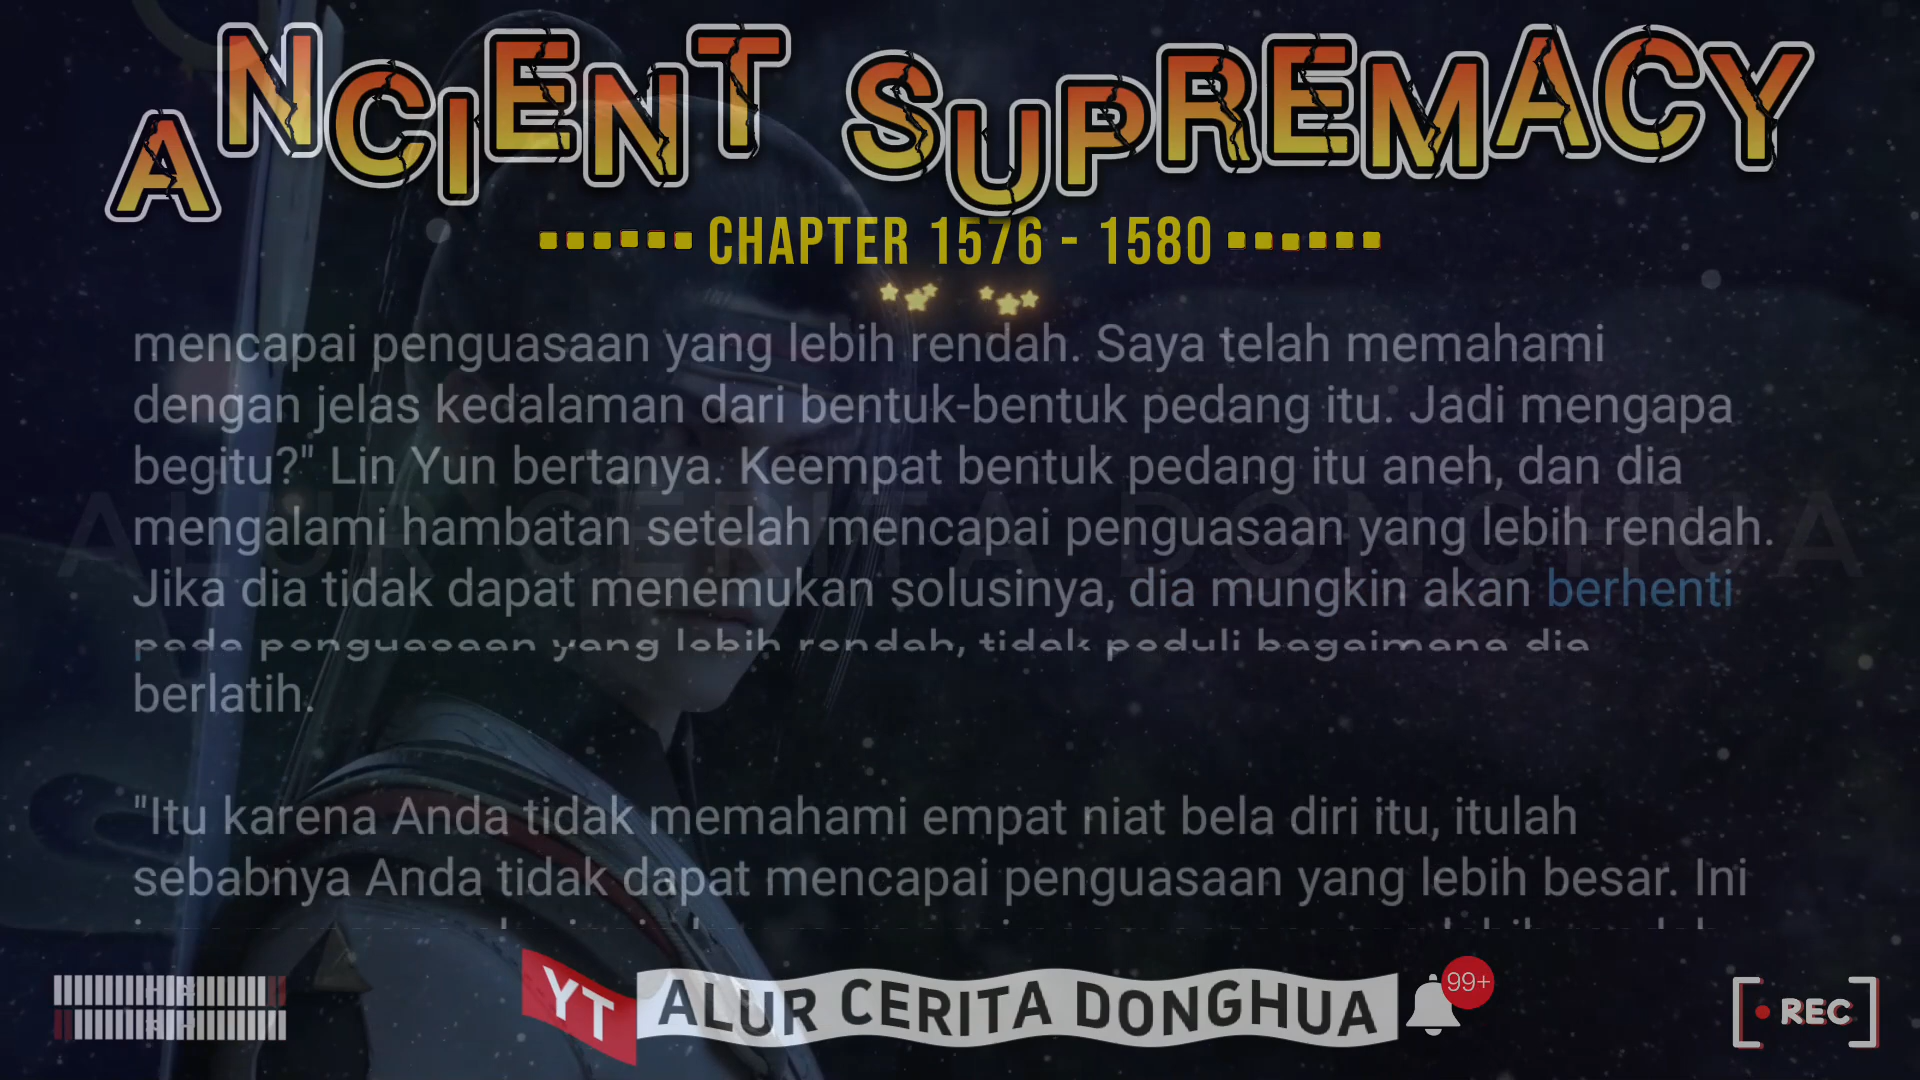 ANCIENT SUPREMACY
CHAPTER 1576 - 1580
mencapai penguasaan yang lebih rendah. Saya telah memahami
dengan jelas kedalaman dari bentuk-bentuk pedang itu. Jadi mengapa
begitu?" Lin Yun bertanya. Keempat bentuk pedang itu aneh, dan dia
mengalami hambatan setelah mencapai penguasaan yang lebih rendah.
Jika dia tidak dapat menemukan solusinya, dia mungkin akan berhenti
pada penguasaan yang lebih rendah, tidak peduli bagaimana dia
berlatih.
"Itu karena Anda tidak memahami empat niat bela diri itu, itulah
sebabnya Anda tidak dapat mencapai penguasaan yang lebih besar. Ini
ALUR CERITA DONGHUA
YT ALUR CERITA DONGHUA 99+
REC